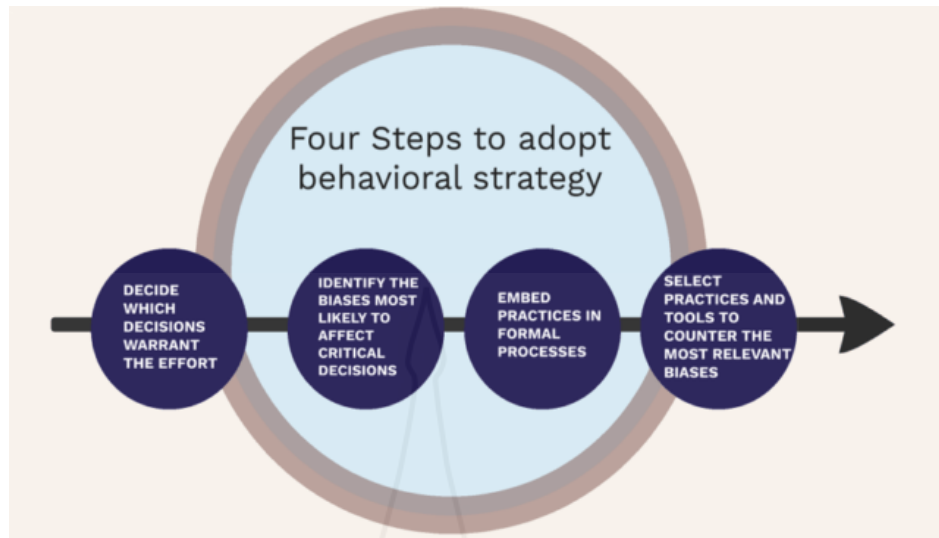 Four Steps to adopt
behavioral strategy
DECIDE
WHICH
DECISIONS
WARRANT
THE EFFORT
IDENTIFY THE
BIASES MOST
LIKELY TO
AFFECT
CRITICAL
DECISIONS
EMBED
PRACTICES IN
FORMAL
PROCESSES
SELECT
PRACTICES AND
TOOLS TO
COUNTER THE
MOST RELEVANT
BIASES